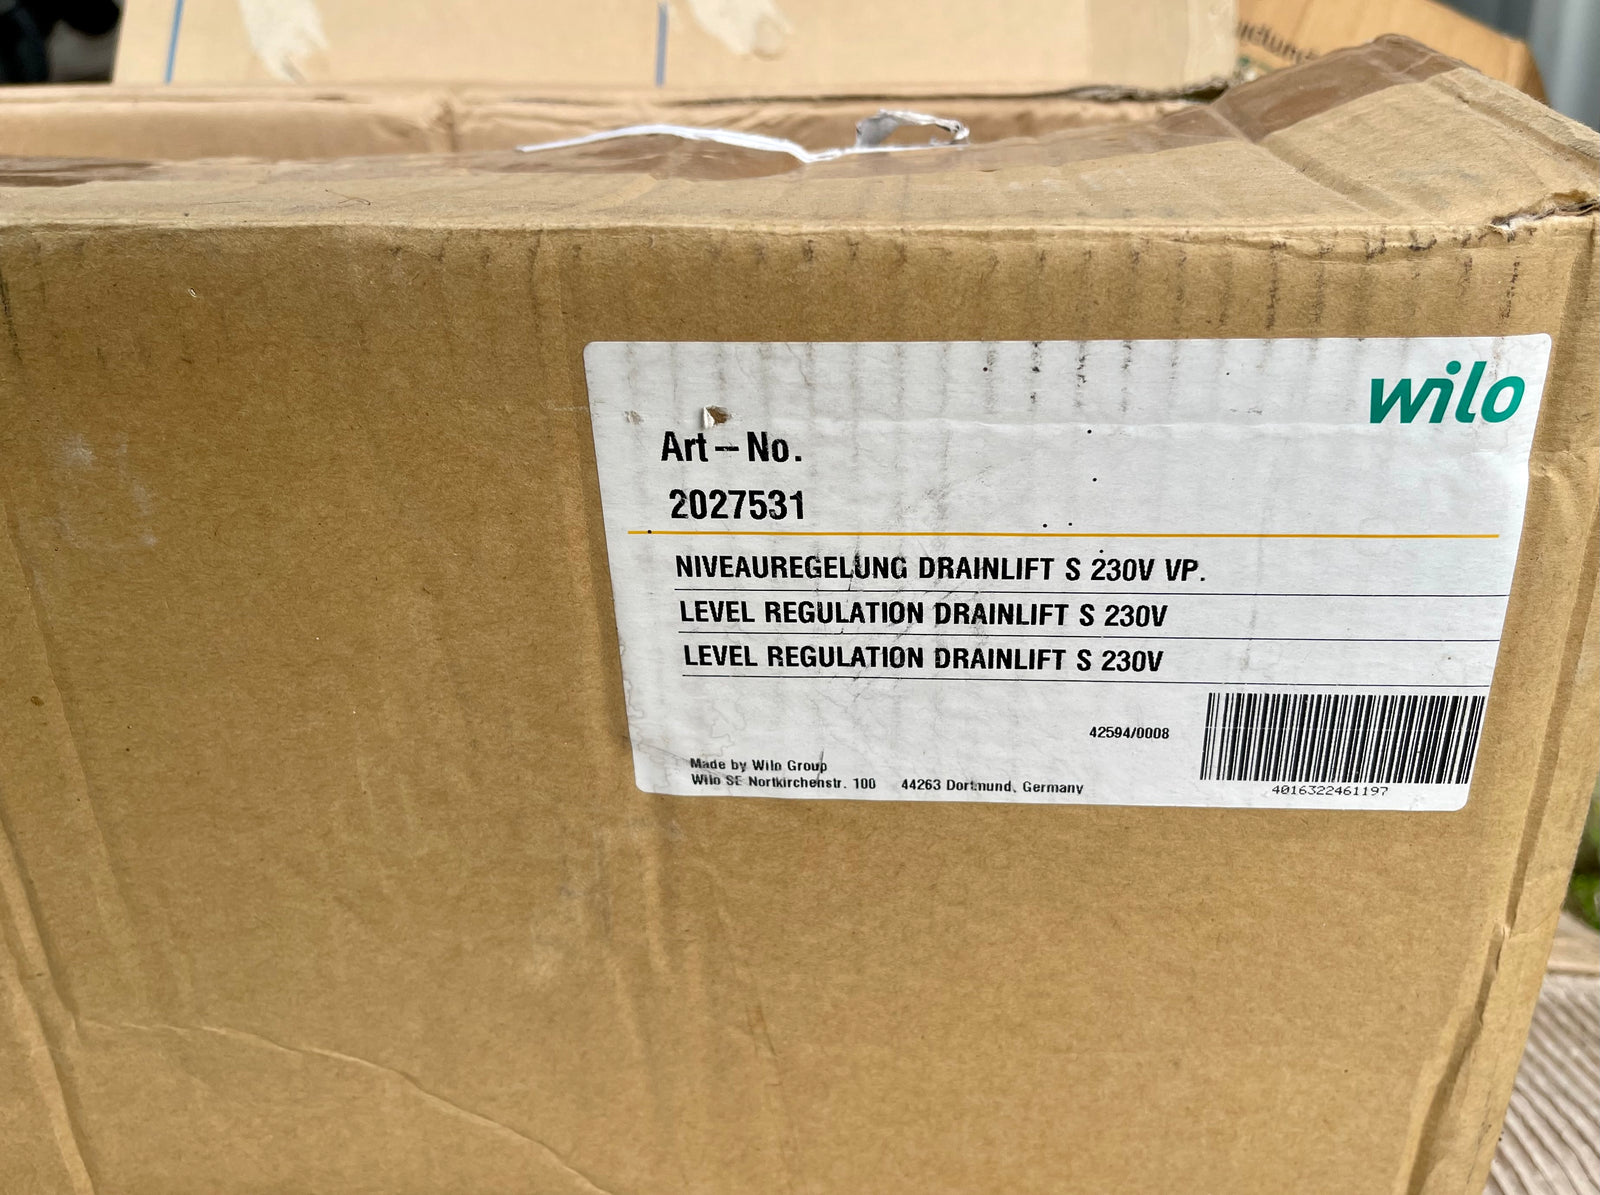 wilo
Art-No.
2027531
NIVEAUREGELUNG DRAINLIFT S 230V VP.
LEVEL REGULATION DRAINLIFT S 230V
LEVEL REGULATION DRAINLIFT S 230V
42594/0008
4016322461197
Made by Wilo Group
Wilo SE Nortkirchenstr. 100 44263 Dortmund, Germany